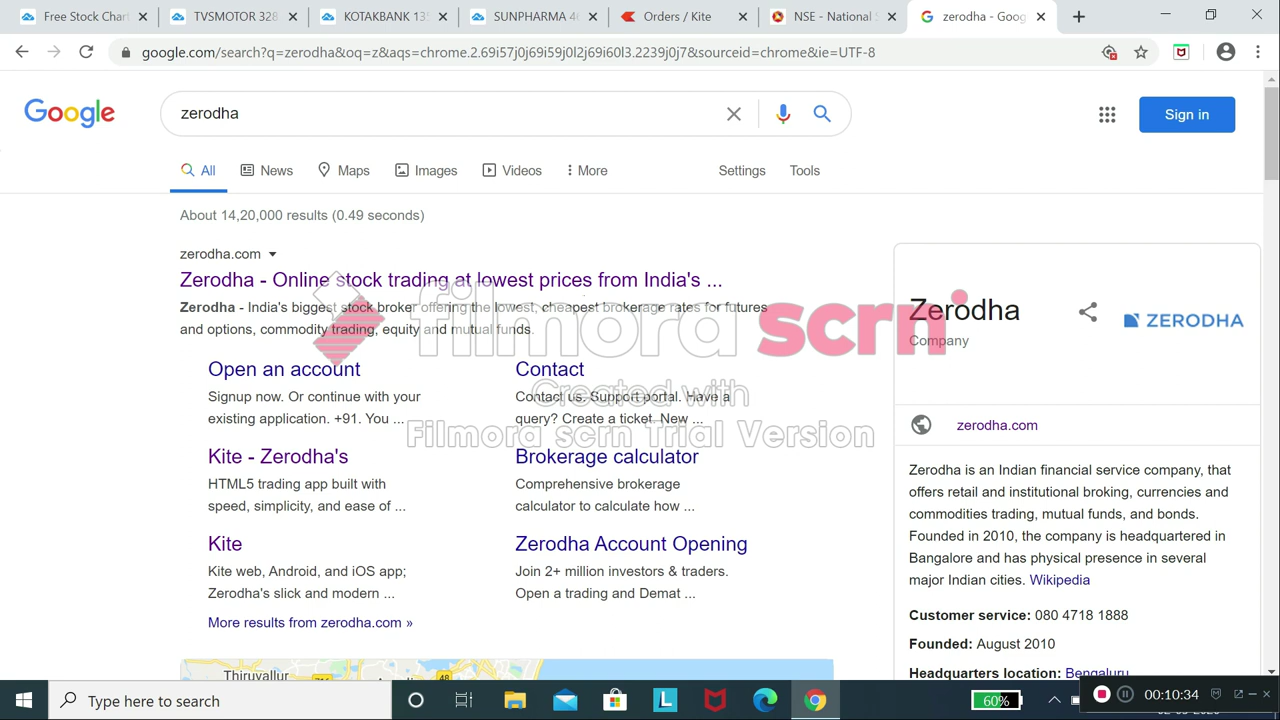 Free Stock Chart
TVSMOTOR 328
KOTAKBANK 135
SUNPHARMA 46
Orders / Kite
NSE - National S
zerodha - Goog
google.com/search?q=zerodha&oq=z&aqs=chrome.2.69i57j0j69i59j0l2j69i60l3.2239j0j7&sourceid=chrome&ie=UTF-8
Google
zerodha
Sign in
All
News
Maps
Images
Videos
More
Settings
Tools
About 14,20,000 results (0.49 seconds)
zerodha.com
Zerodha - Online stock trading at lowest prices from India's ...
Zerodha - India's biggest stock broker offering the lowest, cheapest brokerage rates for futures
and options, commodity trading, equity and mutual funds.
Open an account
Signup now. Or continue with your
existing application. +91. You ...
Contact
Contact us. Support portal. Have a
query? Create a ticket. New ...
Kite - Zerodha's
HTML5 trading app built with
speed, simplicity, and ease of ...
Brokerage calculator
Comprehensive brokerage
calculator to calculate how ...
Kite
Kite web, Android, and iOS app;
Zerodha's slick and modern ...
Zerodha Account Opening
Join 2+ million investors & traders.
Open a trading and Demat ...
More results from zerodha.com »
Thiruvallur
48
Zerodha
Company
ZERODHA
zerodha.com
Zerodha is an Indian financial service company, that
offers retail and institutional broking, currencies and
commodities trading, mutual funds, and bonds.
Founded in 2010, the company is headquartered in
Bangalore and has physical presence in several
major Indian cities. Wikipedia
Customer service: 080 4718 1888
Founded: August 2010
Headquarters location: Bengaluru
filmora scrn
Created with
Filmora scrn Trial Version
Type here to search
L
60%
00:10:34